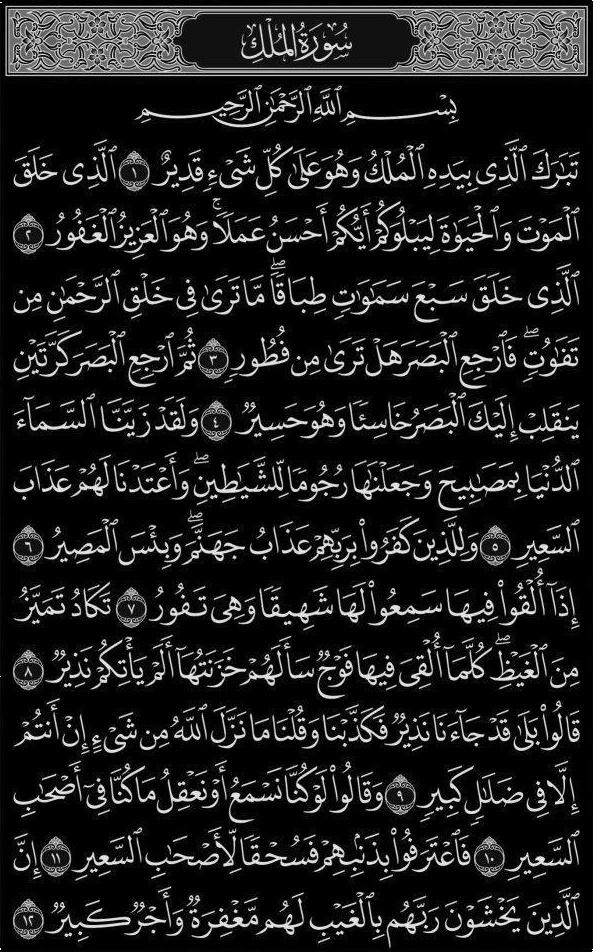 سُورَةُ الْمُلْكِ
بِسْمِ ٱللَّهِ ٱلرَّحْمَٰنِ ٱلرَّحِيمِ
تَبَٰرَكَ ٱلَّذِى بِيَدِهِ ٱلْمُلْكُ وَهُوَ عَلَىٰ كُلِّ شَىْءٍ قَدِيرٌ ١ ٱلَّذِى خَلَقَ
ٱلْمَوْتَ وَٱلْحَيَوٰةَ لِيَبْلُوَكُمْ أَيُّكُمْ أَحْسَنُ عَمَلًا ۚ وَهُوَ ٱلْعَزِيزُ ٱلْغَفُورُ ٢
ٱلَّذِى خَلَقَ سَبْعَ سَمَٰوَٰتٍ طِبَاقًا ۖ مَّا تَرَىٰ فِى خَلْقِ ٱلرَّحْمَٰنِ مِن
تَفَٰوُتٍ ۖ فَٱرْجِعِ ٱلْبَصَرَ هَلْ تَرَىٰ مِن فُطُورٍ ٣ ثُمَّ ٱرْجِعِ ٱلْبَصَرَ كَرَّتَيْنِ
يَنقَلِبْ إِلَيْكَ ٱلْبَصَرُ خَاسِئًا وَهُوَ حَسِيرٌ ٤ وَلَقَدْ زَيَّنَّا ٱلسَّمَآءَ
ٱلدُّنْيَا بِمَصَٰبِيحَ وَجَعَلْنَٰهَا رُجُومًا لِّلشَّيَٰطِينِ ۖ وَأَعْتَدْنَا لَهُمْ عَذَابَ
ٱلسَّعِيرِ ٥ وَلِلَّذِينَ كَفَرُوا۟ بِرَبِّهِمْ عَذَابُ جَهَنَّمَ ۖ وَبِئْسَ ٱلْمَصِيرُ ٦
إِذَآ أُلْقُوا۟ فِيهَا سَمِعُوا۟ لَهَا شَهِيقًا وَهِىَ تَفُورُ ٧ تَكَادُ تَمَيَّزُ
مِنَ ٱلْغَيْظِ ۖ كُلَّمَآ أُلْقِىَ فِيهَا فَوْجٌ سَأَلَهُمْ خَزَنَتُهَآ أَلَمْ يَأْتِكُمْ نَذِيرٌ ٨
قَالُوا۟ بَلَىٰ قَدْ جَآءَنَا نَذِيرٌ فَكَذَّبْنَا وَقُلْنَا مَا نَزَّلَ ٱللَّهُ مِن شَىْءٍ إِنْ أَنتُمْ
إِلَّا فِى ضَلَٰلٍ كَبِيرٍ ٩ وَقَالُوا۟ لَوْ كُنَّا نَسْمَعُ أَوْ نَعْقِلُ مَا كُنَّا فِىٓ أَصْحَٰبِ
ٱلسَّعِيرِ ١٠ فَٱعْتَرَفُوا۟ بِذَنۢبِهِمْ فَسُحْقًا لِّأَصْحَٰبِ ٱلسَّعِيرِ ١١ إِنَّ
ٱلَّذِينَ يَخْشَوْنَ رَبَّهُم بِٱلْغَيْبِ لَهُم مَّغْفِرَةٌ وَأَجْرٌ كَبِيرٌ ١٢